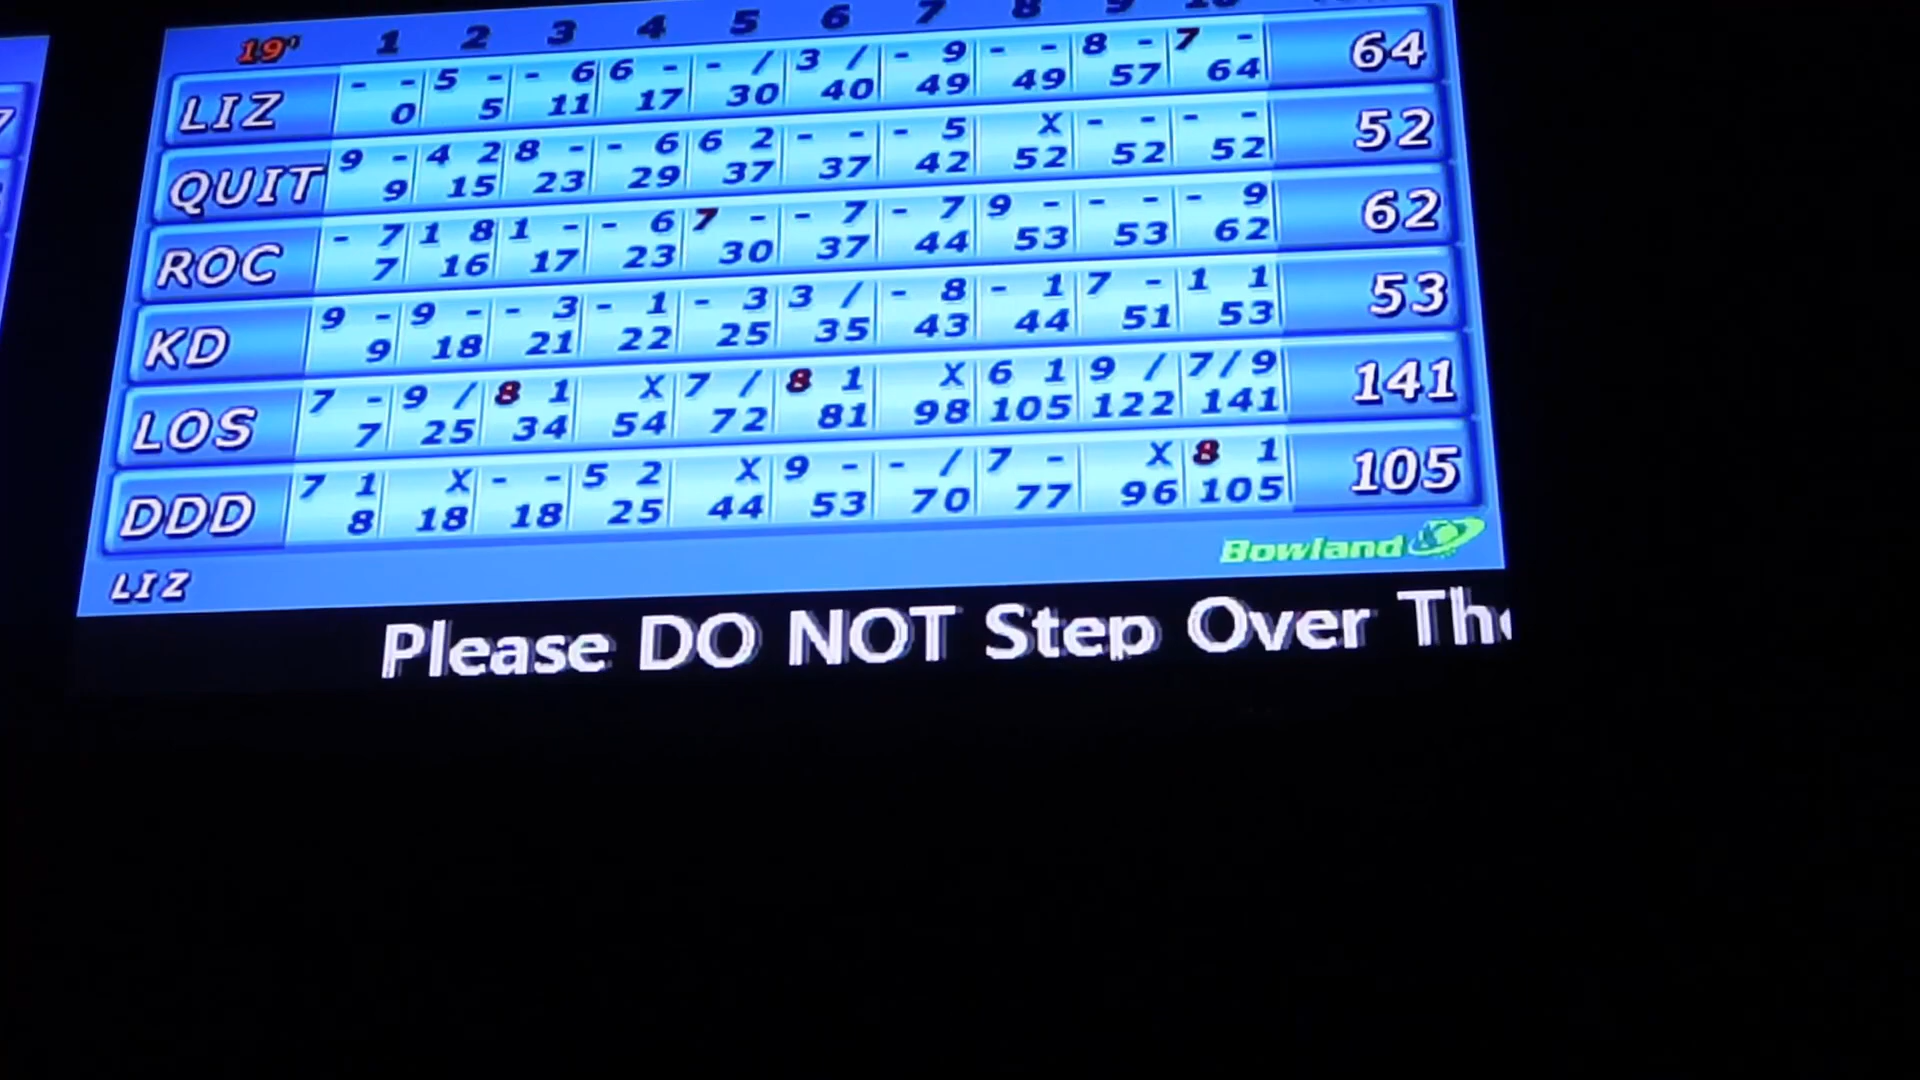 19' 1 2 3 4 5 6 7 8 9 10
LIZ - - 5 - - 6 6 - - / 3 / - 9 - - 8 - 7 - 64
0 5 11 17 30 40 49 49 57 64
QUIT 9 - 4 2 8 - - 6 6 2 - - - 5 X - - - - 52
9 15 23 29 37 37 42 52 52 52
ROC - 7 1 8 1 - - 6 7 - - 7 - 7 9 - - - - 9 62
7 16 17 23 30 37 44 53 53 62
KD 9 - 9 - - 3 - 1 - 3 3 / - 8 - 1 7 - 1 1 53
9 18 21 22 25 35 43 44 51 53
LOS 7 - 9 / 8 1 X 7 / 8 1 X 6 1 9 / 7 / 9 141
7 25 34 54 72 81 98 105 122 141
DDD 7 1 X - - 5 2 X 9 - - / 7 - X 8 1 105
8 18 18 25 44 53 70 77 96 105
Bowland
LIZ
Please DO NOT Step Over The